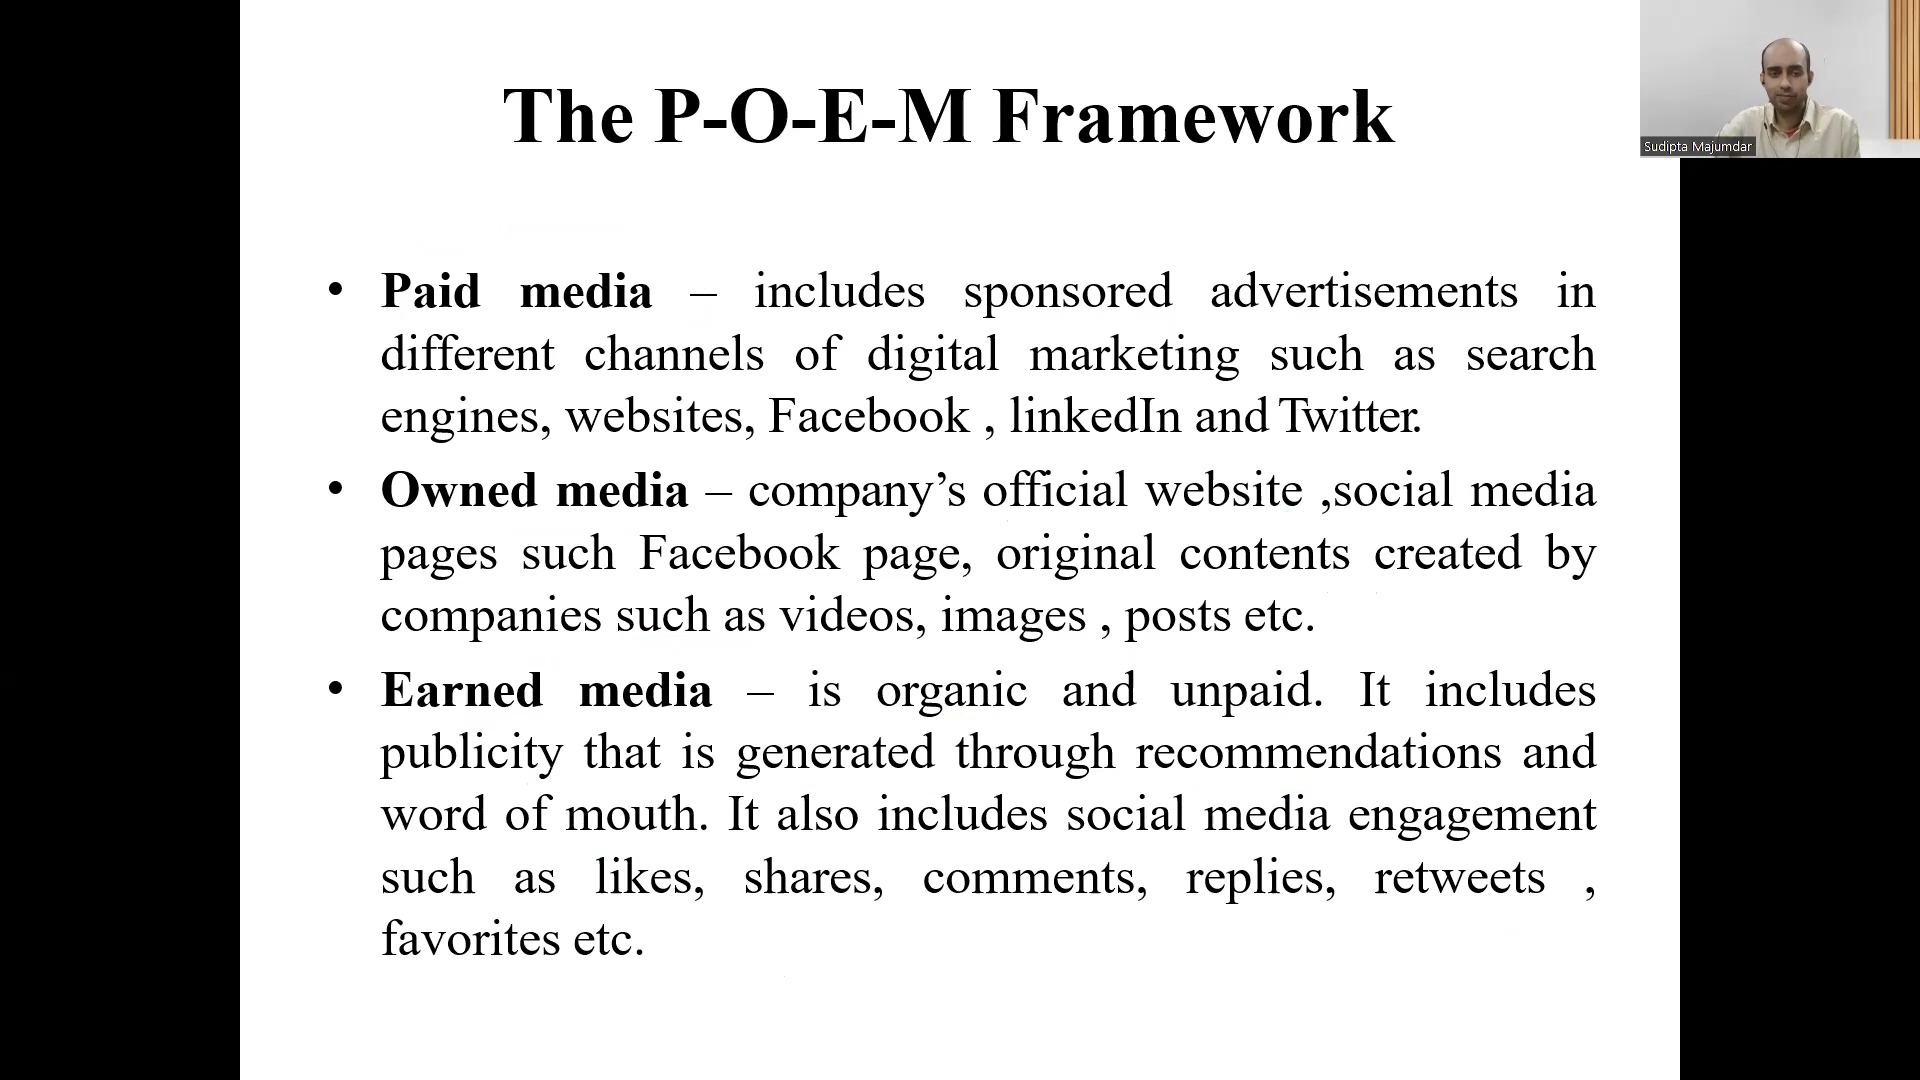 The P-O-E-M Framework
Sudipta Majumdar
• Paid media – includes sponsored advertisements in
different channels of digital marketing such as search
engines, websites, Facebook , linkedIn and Twitter.
• Owned media – company’s official website ,social media
pages such Facebook page, original contents created by
companies such as videos, images , posts etc.
• Earned media – is organic and unpaid. It includes
publicity that is generated through recommendations and
word of mouth. It also includes social media engagement
such as likes, shares, comments, replies, retweets ,
favorites etc.